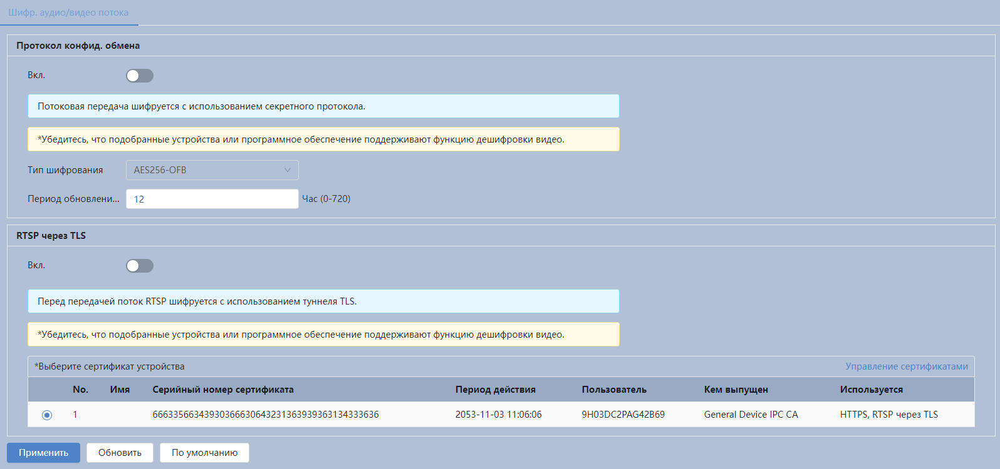 Шифр. аудио/видео потока
Протокол конфид. обмена
Вкл.
Потоковая передача шифруется с использованием секретного протокола.
*Убедитесь, что подобранные устройства или программное обеспечение поддерживают функцию дешифровки видео.
Тип шифрования AES256-OFB
Период обновлени... 12 Час (0-720)
RTSP через TLS
Вкл.
Перед передачей поток RTSP шифруется с использованием туннеля TLS.
*Убедитесь, что подобранные устройства или программное обеспечение поддерживают функцию дешифровки видео.
*Выберите сертификат устройства Управление сертификатами
No. Имя Серийный номер сертификата Период действия Пользователь Кем выпущен Используется
1 66633566343930366630643231363939363134333636 2053-11-03 11:06:06 9H03DC2PAG42B69 General Device IPC CA HTTPS, RTSP через TLS
Применить Обновить По умолчанию